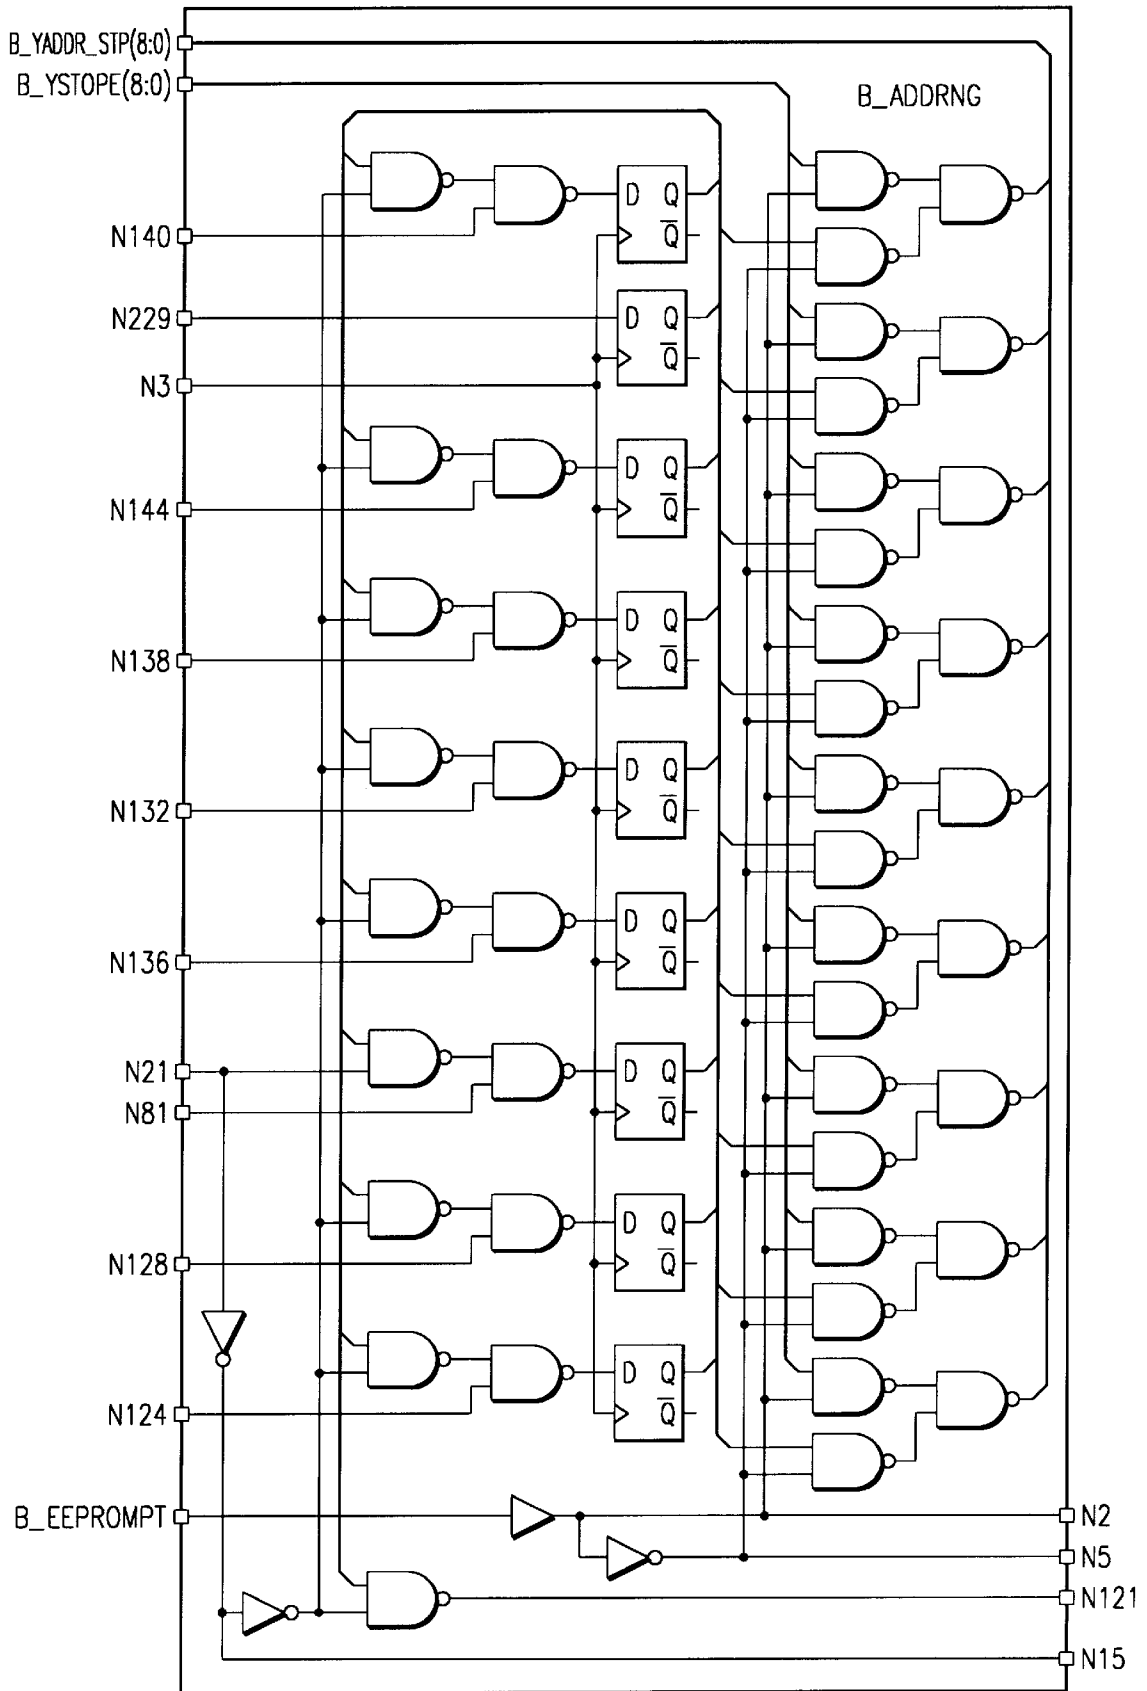 B_YADDR_STP(8:0)
B_YSTOPE(8:0)
B_ADDRNG
D Q
N140
Q
N229
D Q
Q
N3
D Q
N144
Q
D Q
N138
Q
D Q
N132
Q
D Q
N136
Q
N21
D Q
N81
Q
D Q
N128
Q
D Q
N124
Q
B_EEPROMPT
N2
N5
N121
N15